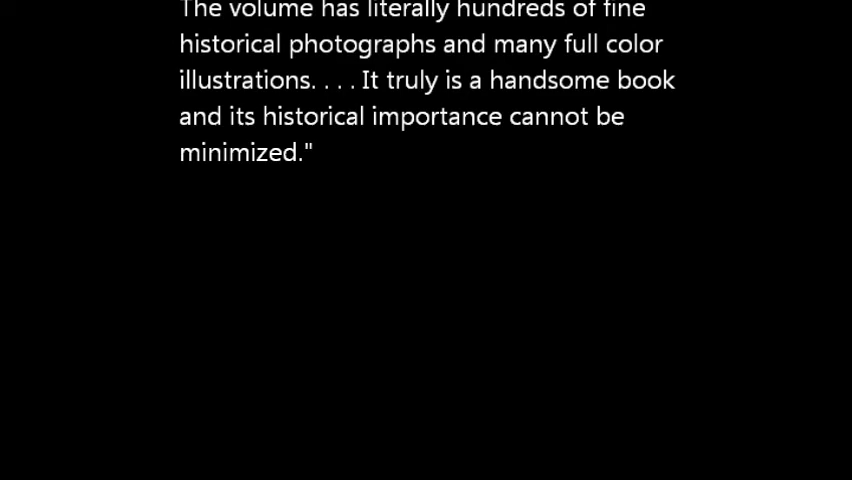 The volume has literally hundreds of fine
historical photographs and many full color
illustrations. . . . It truly is a handsome book
and its historical importance cannot be
minimized."